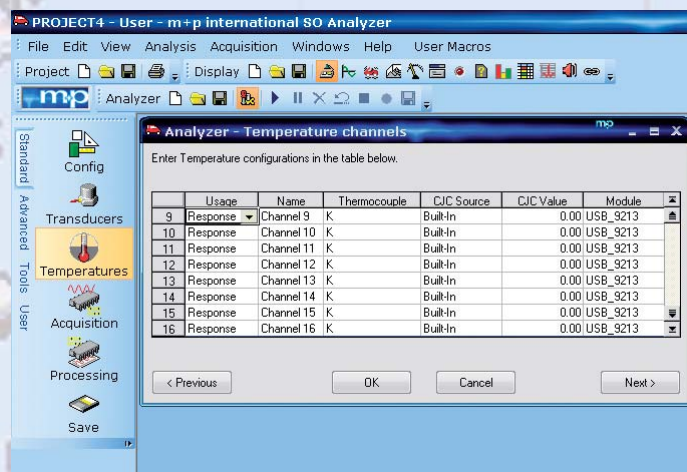 PROJECT4 - User - m+p international SO Analyzer
File Edit View Analysis Acquisition Windows Help User Macros
Project Display
mp Analyzer
Standard Advanced Tools User
Config
Transducers
Temperatures
Acquisition
Processing
Save
Analyzer - Temperature channels mp
Enter Temperature configurations in the table below.
Usage Name Thermocouple CJC Source CJC Value Module
9 Response Channel 9 K Built-In 0.00 USB_9213
10 Response Channel 10 K Built-In 0.00 USB_9213
11 Response Channel 11 K Built-In 0.00 USB_9213
12 Response Channel 12 K Built-In 0.00 USB_9213
13 Response Channel 13 K Built-In 0.00 USB_9213
14 Response Channel 14 K Built-In 0.00 USB_9213
15 Response Channel 15 K Built-In 0.00 USB_9213
16 Response Channel 16 K Built-In 0.00 USB_9213
< Previous OK Cancel Next >